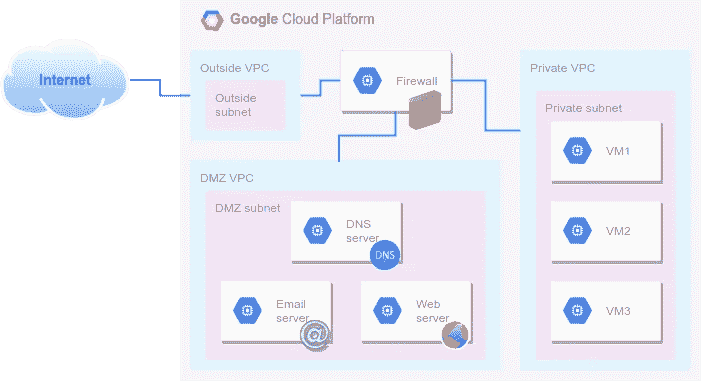 Google Cloud Platform
Internet
Outside VPC
Outside
subnet
Firewall
Private VPC
Private subnet
VM1
VM2
VM3
DMZ VPC
DMZ subnet
DNS
server
DNS
Email
server
@
Web
server